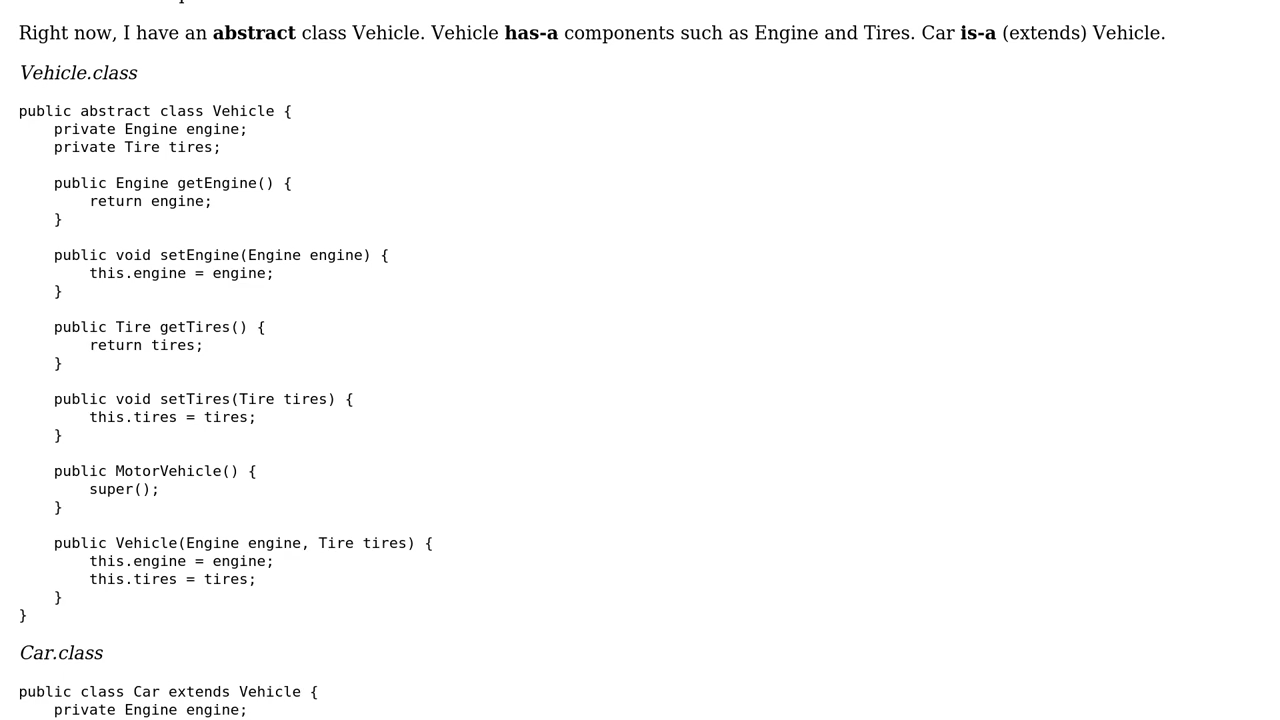 Right now, I have an abstract class Vehicle. Vehicle has-a components such as Engine and Tires. Car is-a (extends) Vehicle.
Vehicle.class
public abstract class Vehicle {
    private Engine engine;
    private Tire tires;

    public Engine getEngine() {
        return engine;
    }

    public void setEngine(Engine engine) {
        this.engine = engine;
    }

    public Tire getTires() {
        return tires;
    }

    public void setTires(Tire tires) {
        this.tires = tires;
    }

    public MotorVehicle() {
        super();
    }

    public Vehicle(Engine engine, Tire tires) {
        this.engine = engine;
        this.tires = tires;
    }
}
Car.class
public class Car extends Vehicle {
    private Engine engine;